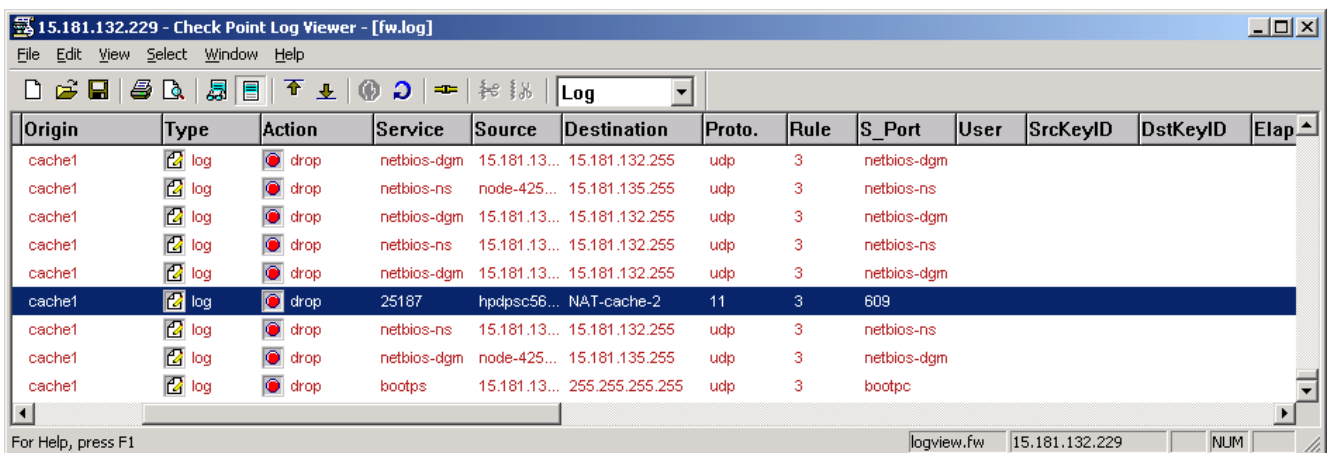 15.181.132.229 - Check Point Log Viewer - [fw.log]
File Edit View Select Window Help
Log
Origin Type Action Service Source Destination Proto. Rule S_Port User SrcKeyID DstKeyID Elap
cache1 log drop netbios-dgm 15.181.13... 15.181.132.255 udp 3 netbios-dgm
cache1 log drop netbios-ns node-425... 15.181.135.255 udp 3 netbios-ns
cache1 log drop netbios-dgm 15.181.13... 15.181.132.255 udp 3 netbios-dgm
cache1 log drop netbios-ns 15.181.13... 15.181.132.255 udp 3 netbios-ns
cache1 log drop netbios-dgm 15.181.13... 15.181.132.255 udp 3 netbios-dgm
cache1 log drop 25187 hpdpsc56... NAT-cache-2 11 3 609
cache1 log drop netbios-ns 15.181.13... 15.181.132.255 udp 3 netbios-ns
cache1 log drop netbios-dgm node-425... 15.181.135.255 udp 3 netbios-dgm
cache1 log drop bootps 15.181.13... 255.255.255.255 udp 3 bootpc
For Help, press F1 logview.fw 15.181.132.229 NUM